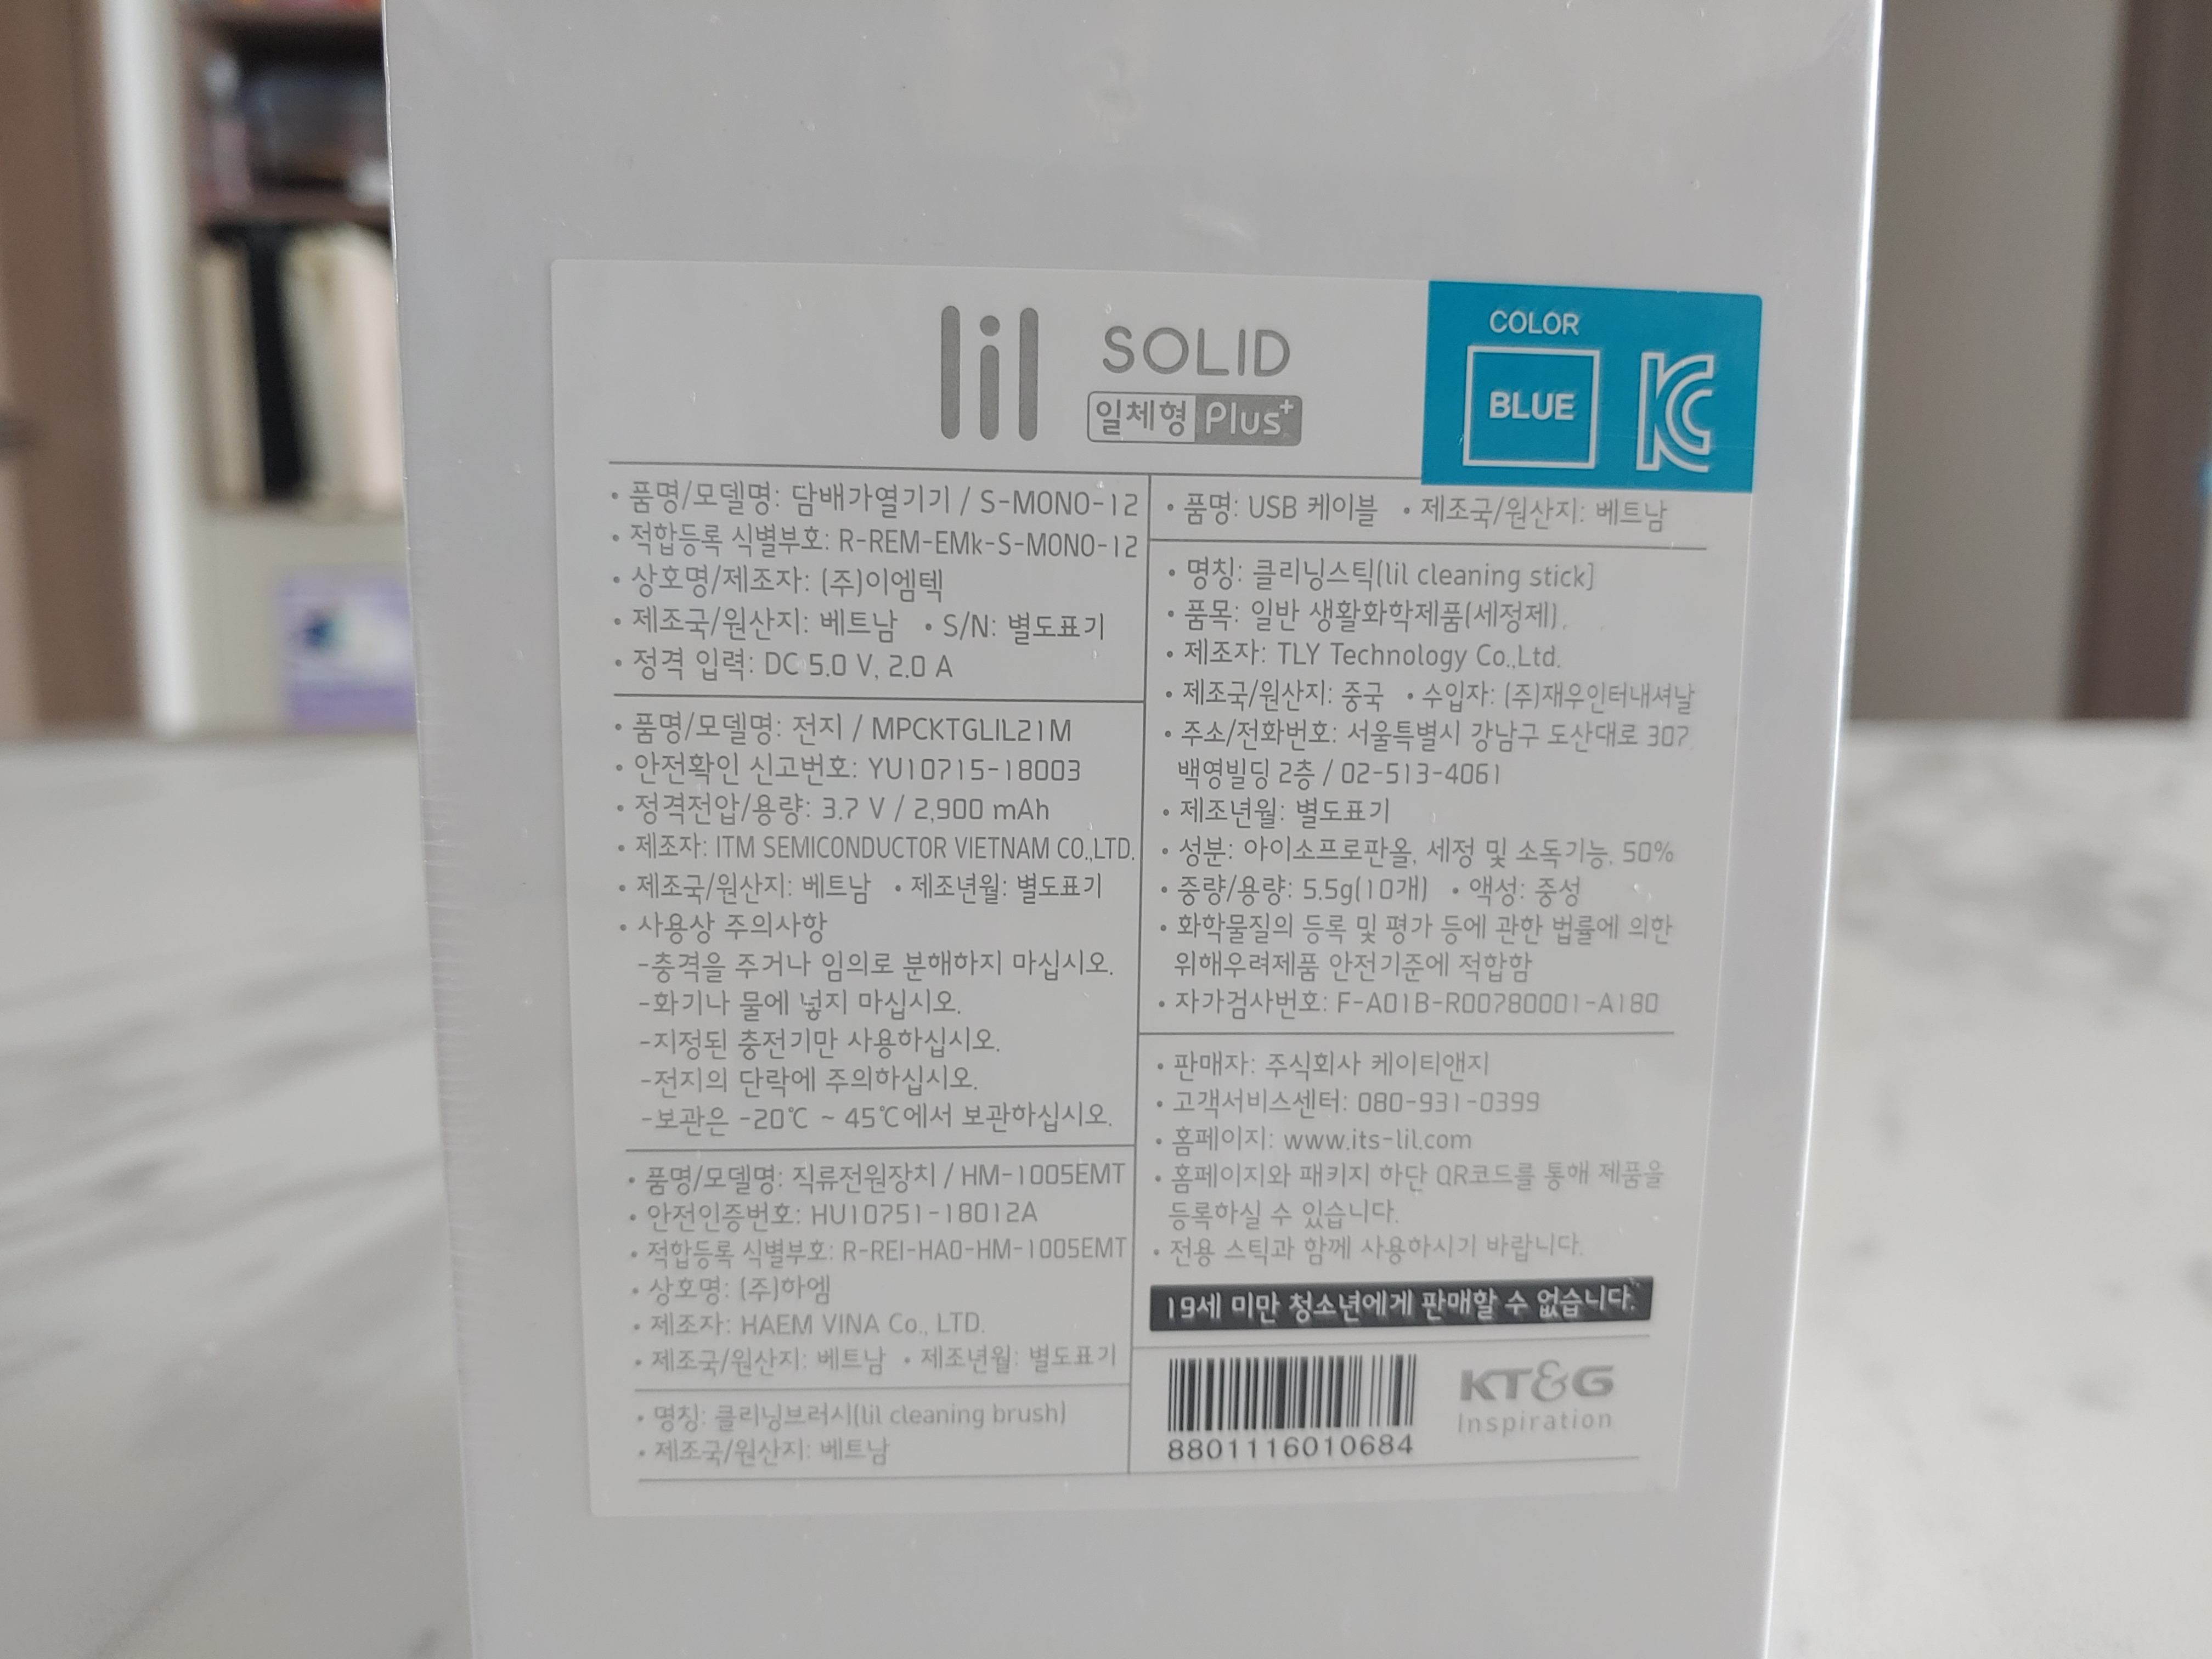 lil SOLID
일체형 Plus+
COLOR
BLUE
KC
• 품명/모델명: 담배가열기기 / S-MONO-12
• 적합등록 식별부호: R-REM-EMk-S-MONO-12
• 상호명/제조자: (주)이엠텍
• 제조국/원산지: 베트남 • S/N: 별도표기
• 정격 입력: DC 5.0 V, 2.0 A
• 품명/모델명: 전지 / MPCKTGLIL21M
• 안전확인 신고번호: YU10715-18003
• 정격전압/용량: 3.7 V / 2,900 mAh
• 제조자: ITM SEMICONDUCTOR VIETNAM CO.,LTD.
• 제조국/원산지: 베트남 • 제조년월: 별도표기
• 사용상 주의사항
-충격을 주거나 임의로 분해하지 마십시오.
-화기나 물에 넣지 마십시오.
-지정된 충전기만 사용하십시오.
-전지의 단락에 주의하십시오.
-보관은 -20℃ ~ 45℃에서 보관하십시오.
• 품명/모델명: 직류전원장치 / HM-1005EMT
• 안전인증번호: HU10751-18012A
• 적합등록 식별부호: R-REI-HAO-HM-1005EMT
• 상호명: (주)하엠
• 제조자: HAEM VINA Co., LTD.
• 제조국/원산지: 베트남 • 제조년월: 별도표기
• 명칭: 클리닝브러시(lil cleaning brush)
• 제조국/원산지: 베트남
• 품명: USB 케이블 • 제조국/원산지: 베트남
• 명칭: 클리닝스틱(lil cleaning stick]
• 품목: 일반 생활화학제품(세정제).
• 제조자: TLY Technology Co.,Ltd.
• 제조국/원산지: 중국 • 수입자: (주)재우인터내셔날
• 주소/전화번호: 서울특별시 강남구 도산대로 307
백영빌딩 2층 / 02-513-4061
• 제조년월: 별도표기
• 성분: 아이소프로판올, 세정 및 소독기능, 50%
• 중량/용량: 5.5g(10개) • 액성: 중성
• 화학물질의 등록 및 평가 등에 관한 법률에 의한
위해우려제품 안전기준에 적합함
• 자가검사번호: F-A01B-R00780001-A180
• 판매자: 주식회사 케이티앤지
• 고객서비스센터: 080-931-0399
• 홈페이지: www.its-lil.com
• 홈페이지와 패키지 하단 QR코드를 통해 제품을
등록하실 수 있습니다.
• 전용 스틱과 함께 사용하시기 바랍니다.
19세 미만 청소년에게 판매할 수 없습니다.
8801116010684
KT&G
Inspiration